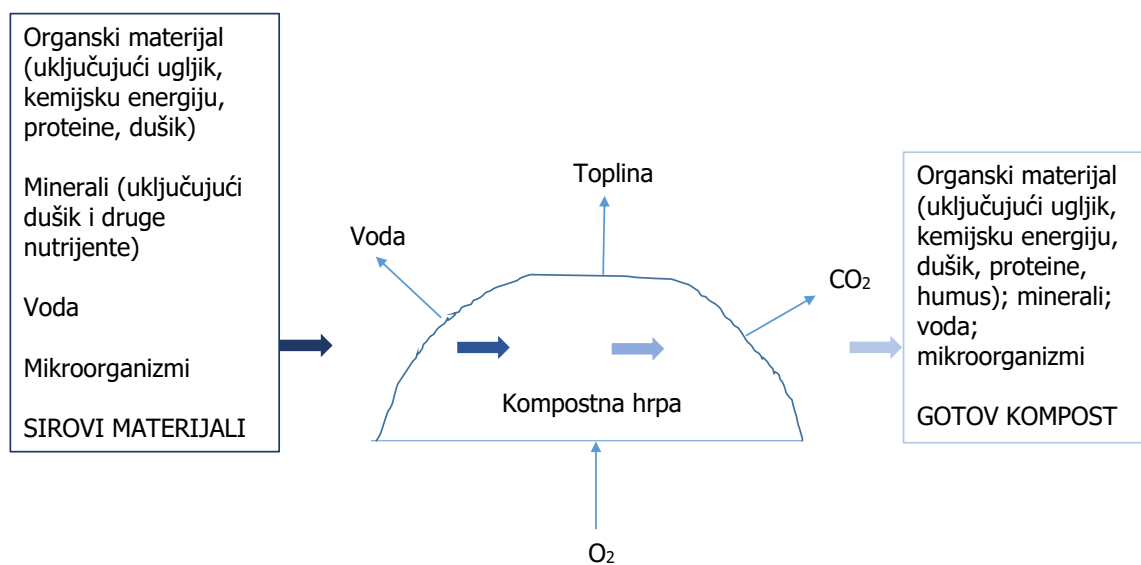 Organski materijal
(uključujući ugljik,
kemijsku energiju,
proteine, dušik)
Minerali (uključujući
dušik i druge
nutrijente)
Voda
Mikroorganizmi
SIROVI MATERIJALI
Voda
Toplina
CO₂
Kompostna hrpa
O₂
Organski materijal
(uključujući ugljik,
kemijsku energiju,
dušik, proteine,
humus); minerali;
voda;
mikroorganizmi
GOTOV KOMPOST